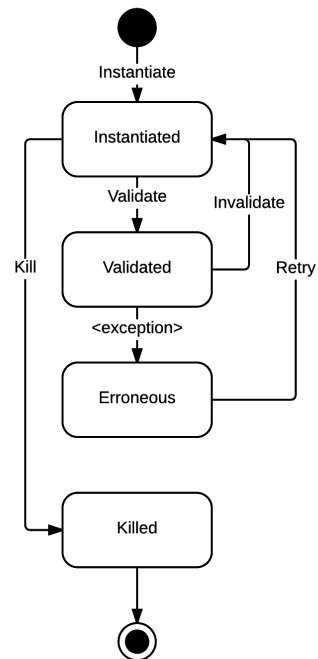 Instantiate
Instantiated
Validate
Invalidate
Kill
Validated
Retry
<exception>
Erroneous
Killed